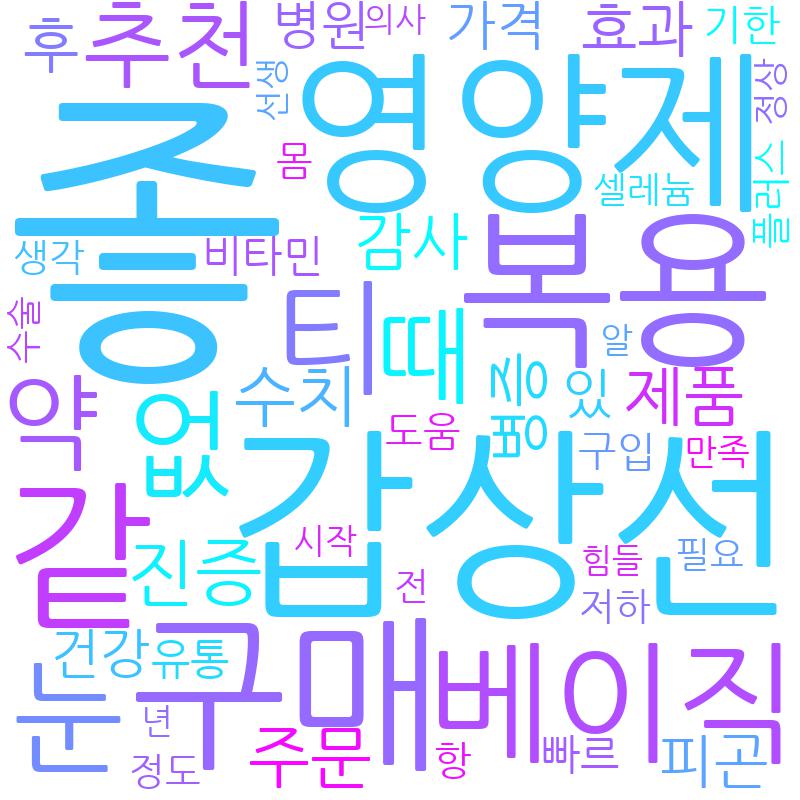 후
추천
병원
의사
가격
효과
기한
좋
영양제
선생
정상
몸
셀레늄
플러스
생각
비타민
감사
복용
수술
티
때
알
약
없
수치
증
병
있
제품
도움
구입
만족
같
갑상선
진증
시작
전
힘들
필요
저하
건강
유통
구매
베이직
눈
년
정도
주문
항
빠르
피곤